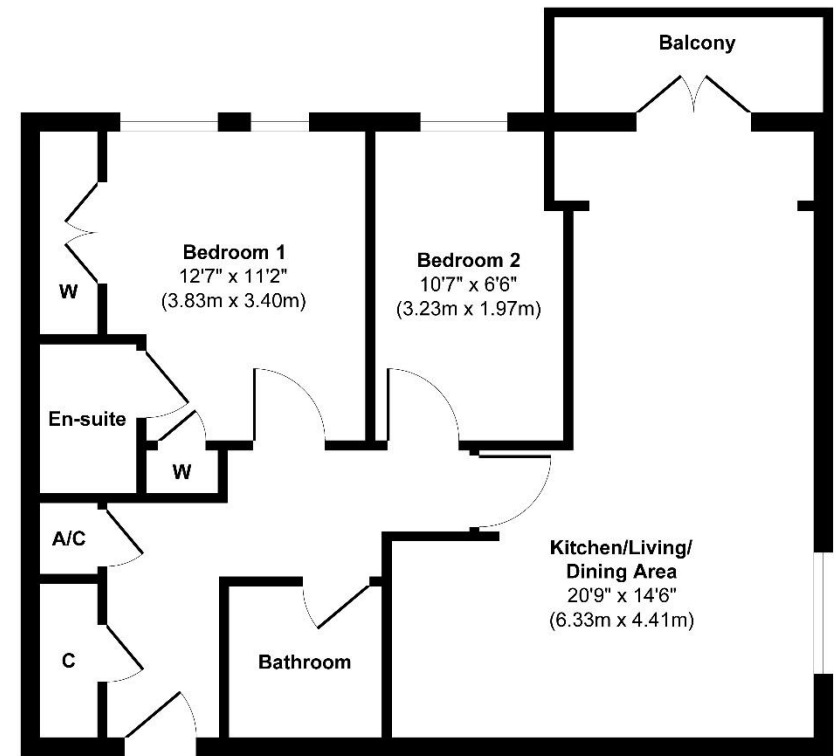 Balcony
Bedroom 1
12'7" x 11'2"
(3.83m x 3.40m)
Bedroom 2
10'7" x 6'6"
(3.23m x 1.97m)
W
En-suite
W
A/C
Kitchen/Living/
Dining Area
20'9" x 14'6"
(6.33m x 4.41m)
C
Bathroom